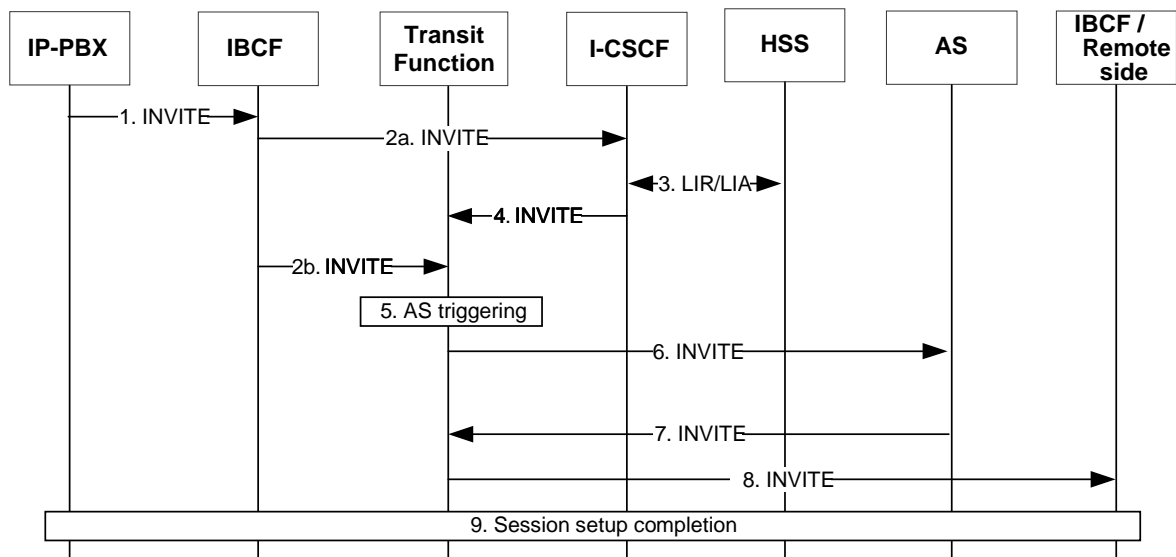 IP-PBX
IBCF
Transit
Function
I-CSCF
HSS
AS
IBCF /
Remote
side
1. INVITE
2a. INVITE
3. LIR/LIA
4. INVITE
2b. INVITE
5. AS triggering
6. INVITE
7. INVITE
8. INVITE
9. Session setup completion